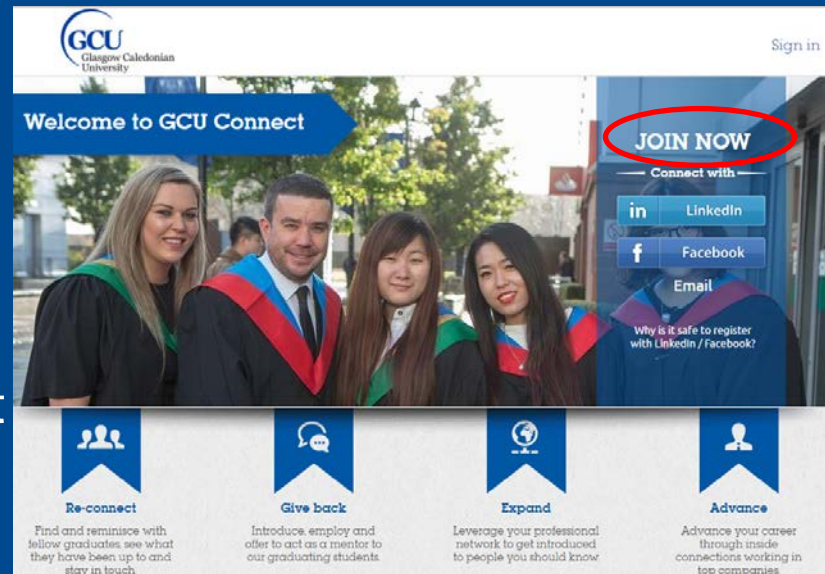 GCU
Glasgow Caledonian
University
Sign in
Welcome to GCU Connect
JOIN NOW
Connect with
in LinkedIn
f Facebook
Email
Why is it safe to register
with LinkedIn / Facebook?
Re-connect
Find and reminisce with
fellow graduates, see what
they have been up to and
stay in touch
Give back
Introduce, employ and
offer to act as a mentor to
our graduating students.
Expand
Leverage your professional
network to get introduced
to people you should know.
Advance
Advance your career
through inside
connections working in
top companies.